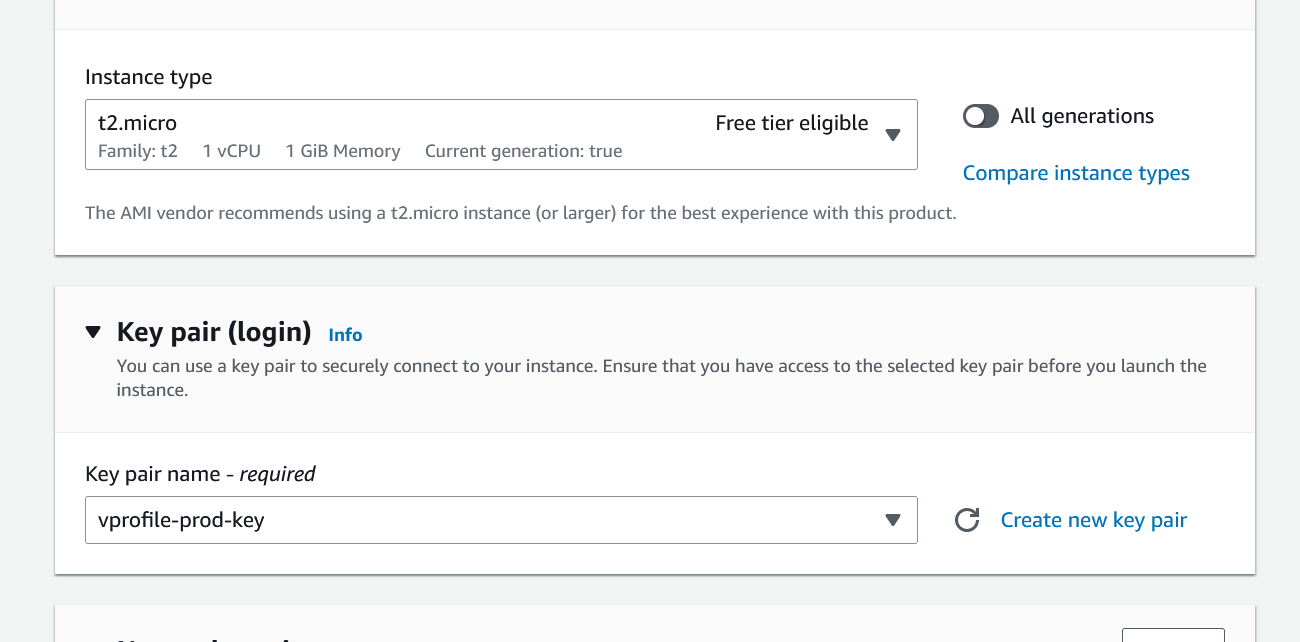 Instance type
t2.micro Free tier eligible
Family: t2 1 vCPU 1 GiB Memory Current generation: true
All generations
Compare instance types
The AMI vendor recommends using a t2.micro instance (or larger) for the best experience with this product.
Key pair (login) Info
You can use a key pair to securely connect to your instance. Ensure that you have access to the selected key pair before you launch the
instance.
Key pair name - required
vprofile-prod-key
Create new key pair